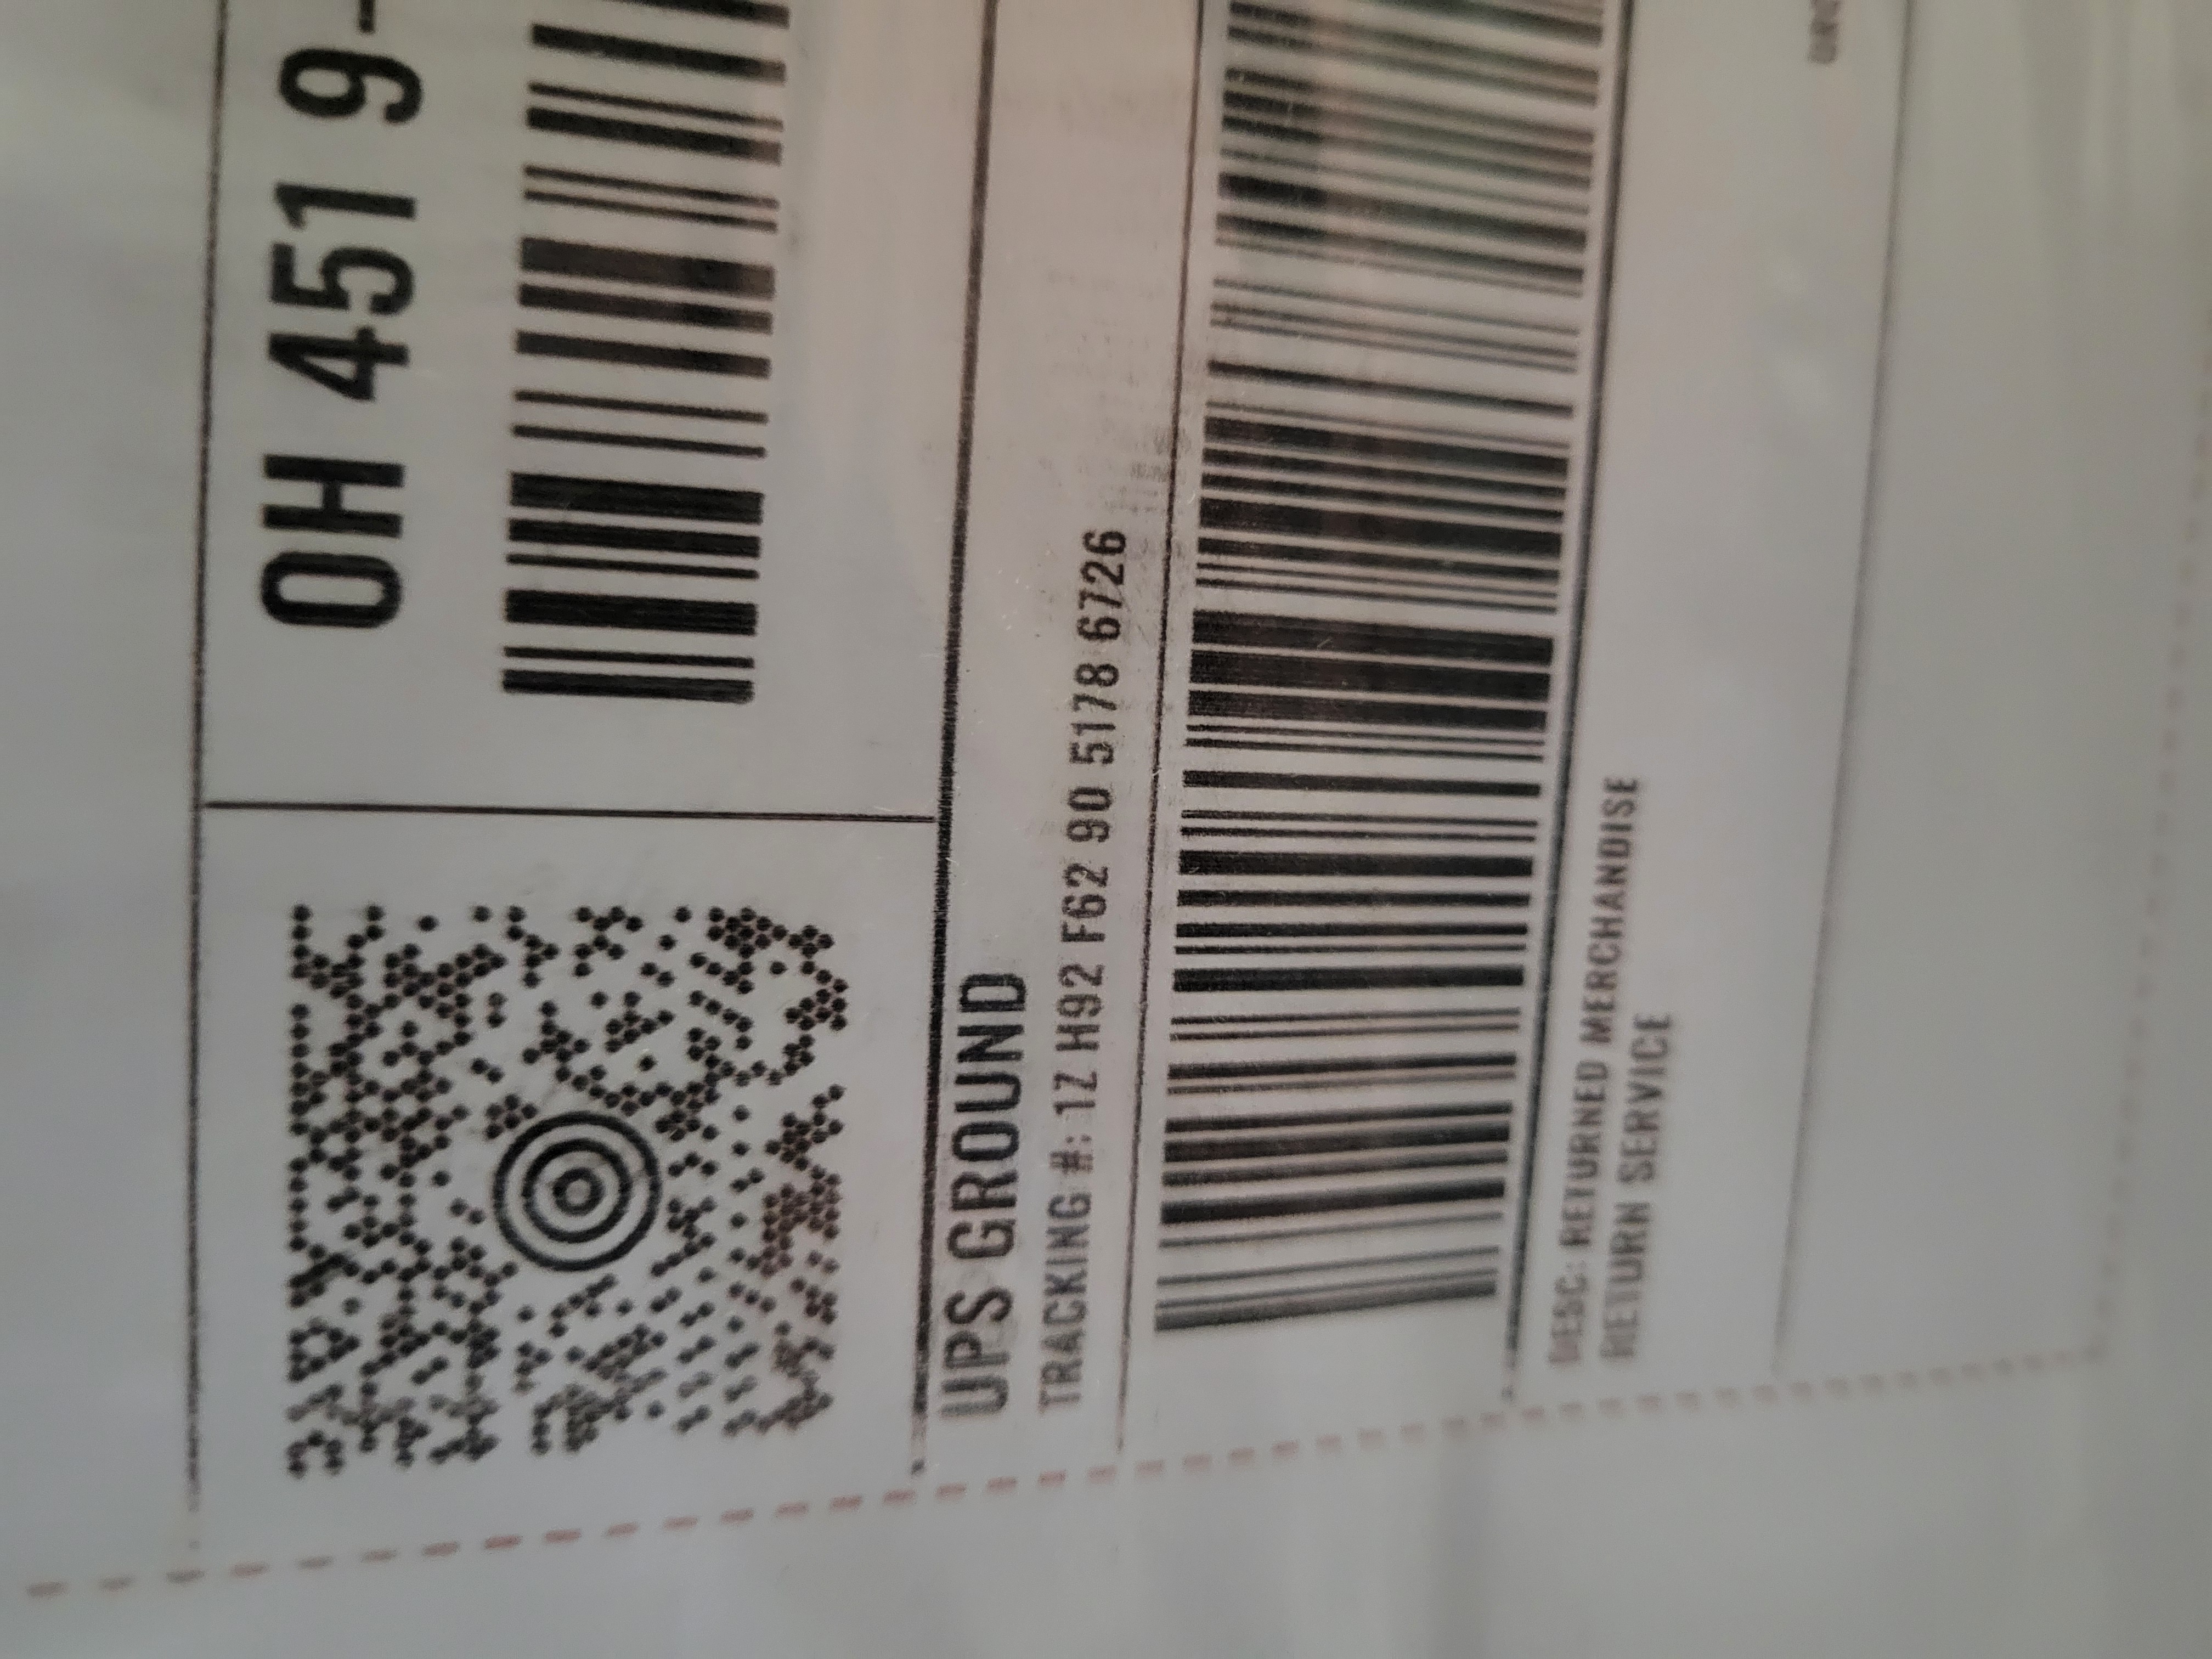 OH 451 9-
UPS GROUND
TRACKING #: 1Z H92 F62 90 5178 6726
DESC: RETURNED MERCHANDISE
RETURN SERVICE